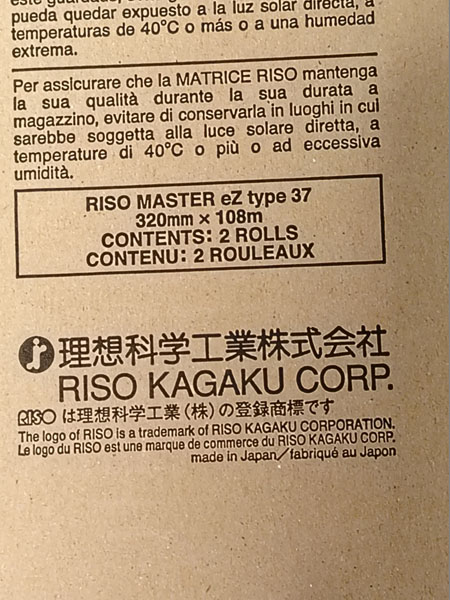 pueda quedar expuesto a la luz solar directa, a
temperaturas de 40°C o más o a una humedad
extrema.
Per assicurare che la MATRICE RISO mantenga
la sua qualità durante la sua durata a
magazzino, evitare di conservarla in luoghi in cui
sarebbe soggetta alla luce solare diretta, a
temperature di 40°C o più o ad eccessiva
umidità.
RISO MASTER eZ type 37
320mm × 108m
CONTENTS: 2 ROLLS
CONTENU: 2 ROULEAUX
理想科学工業株式会社
RISO KAGAKU CORP.
RISO は理想科学工業(株)の登録商標です
The logo of RISO is a trademark of RISO KAGAKU CORPORATION.
Le logo du RISO est une marque de commerce du RISO KAGAKU CORP.
made in Japan／fabriqué au Japon